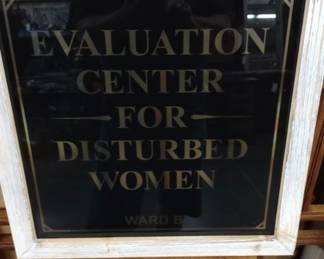 EVALUATION
CENTER
FOR
DISTURBED
WOMEN
WARD B